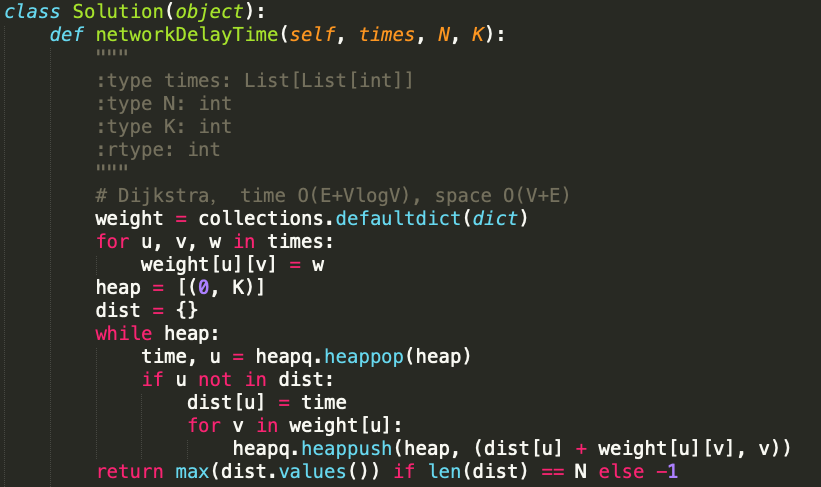 class Solution(object):
    def networkDelayTime(self, times, N, K):
        """
        :type times: List[List[int]]
        :type N: int
        :type K: int
        :rtype: int
        """
        # Dijkstra， time O(E+VlogV), space O(V+E)
        weight = collections.defaultdict(dict)
        for u, v, w in times:
            weight[u][v] = w
        heap = [(0, K)]
        dist = {}
        while heap:
            time, u = heapq.heappop(heap)
            if u not in dist:
                dist[u] = time
                for v in weight[u]:
                    heapq.heappush(heap, (dist[u] + weight[u][v], v))
        return max(dist.values()) if len(dist) == N else -1